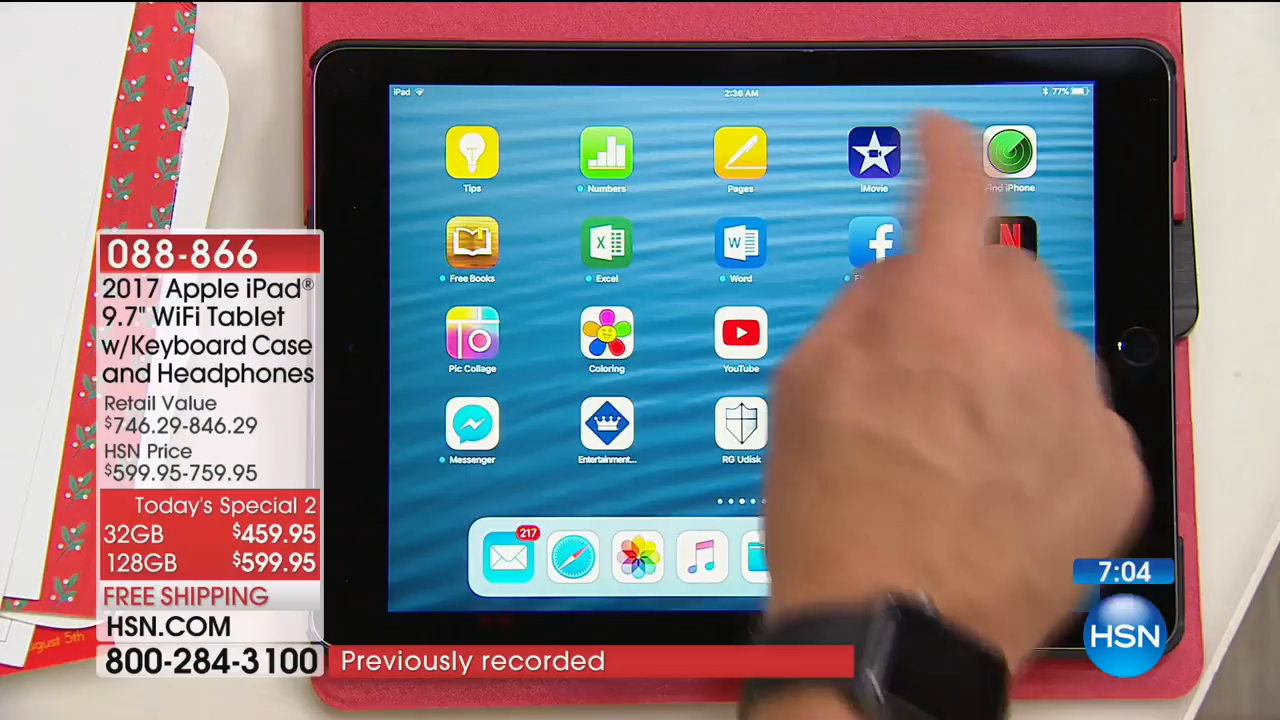 iPad
2:36 AM
77%
Tips
Numbers
Pages
iMovie
Find iPhone
N
Free Books
Excel
Word
f
Pic Collage
Coloring
YouTube
Messenger
Entertainment...
RG Udisk
217
088-866
2017 Apple iPad®
9.7" WiFi Tablet
w/Keyboard Case
and Headphones
Retail Value
$746.29-846.29
HSN Price
$599.95-759.95
Today's Special 2
32GB $459.95
128GB $599.95
FREE SHIPPING
HSN.COM
800-284-3100
Previously recorded
7:04
HSN
August 5th